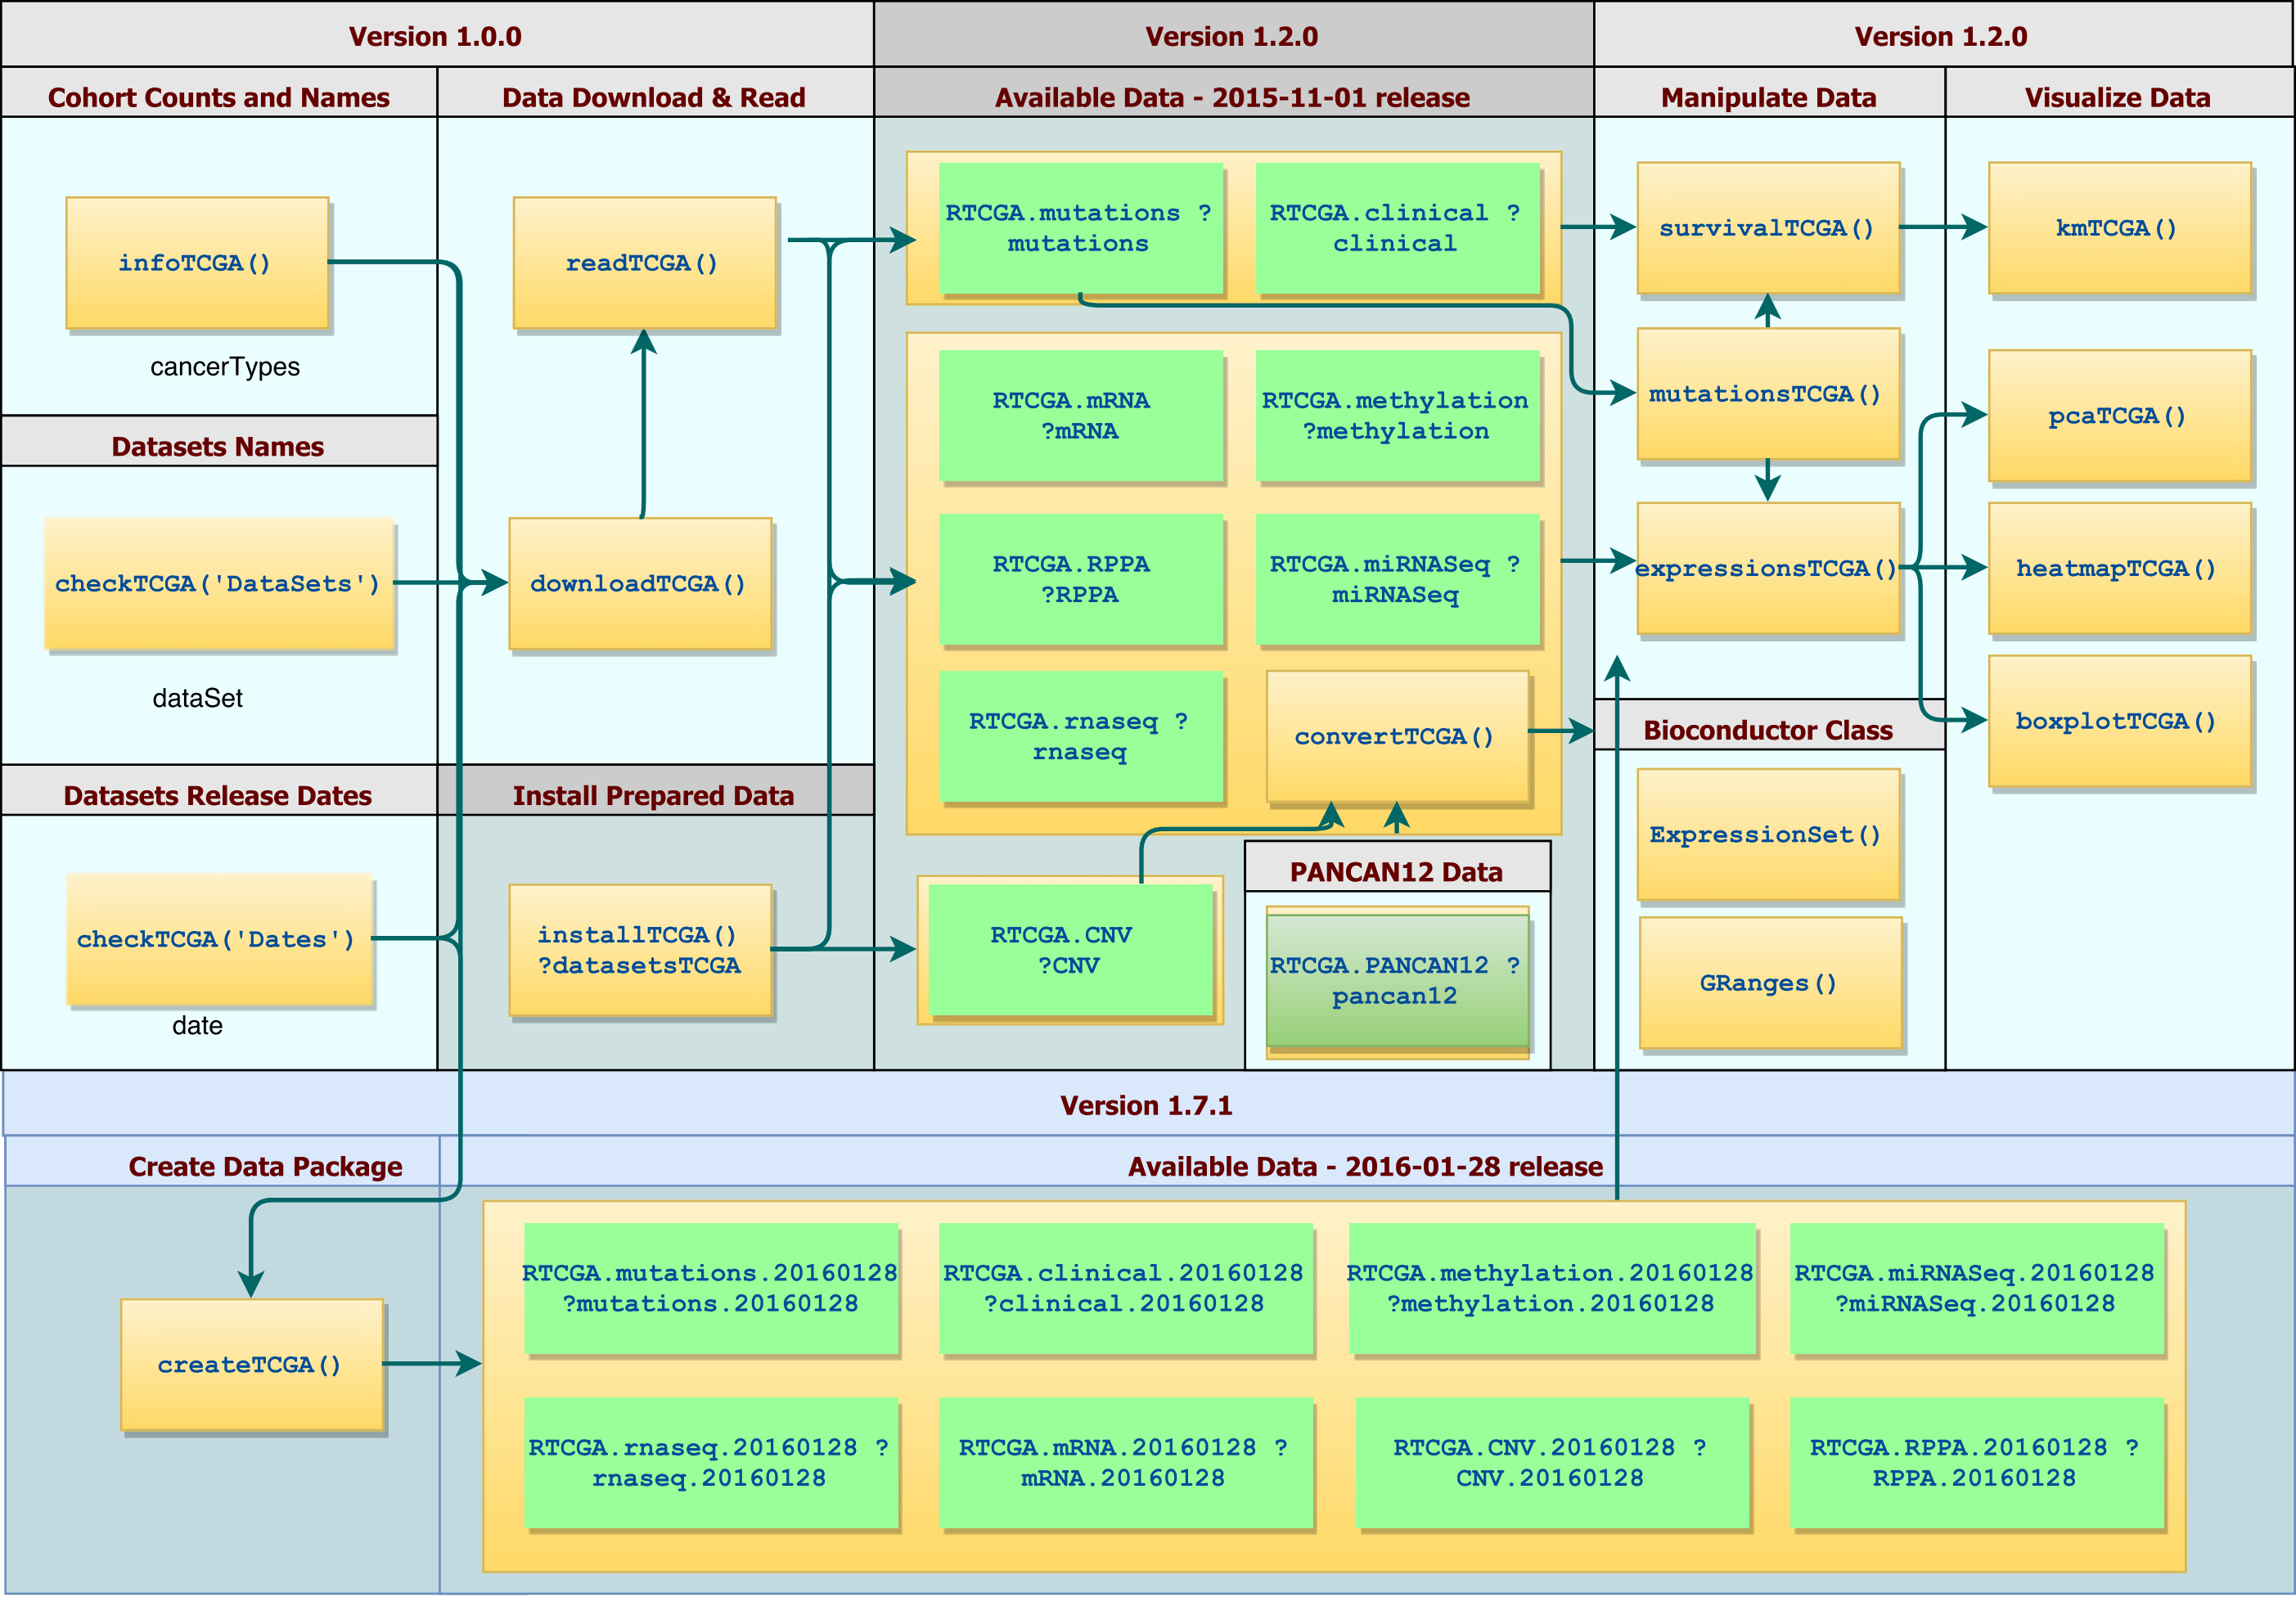 Version 1.0.0
Version 1.2.0
Version 1.2.0
Cohort Counts and Names
Data Download & Read
Available Data - 2015-11-01 release
Manipulate Data
Visualize Data
infoTCGA()
cancerTypes
Datasets Names
checkTCGA('DataSets')
dataSet
Datasets Release Dates
checkTCGA('Dates')
date
readTCGA()
downloadTCGA()
Install Prepared Data
installTCGA()
?datasetsTCGA
RTCGA.mutations ?
mutations
RTCGA.clinical ?
clinical
RTCGA.mRNA
?mRNA
RTCGA.methylation
?methylation
RTCGA.RPPA
?RPPA
RTCGA.miRNASeq ?
miRNASeq
RTCGA.rnaseq ?
rnaseq
convertTCGA()
RTCGA.CNV
?CNV
PANCAN12 Data
RTCGA.PANCAN12 ?
pancan12
survivalTCGA()
mutationsTCGA()
expressionsTCGA()
Bioconductor Class
ExpressionSet()
GRanges()
kmTCGA()
pcaTCGA()
heatmapTCGA()
boxplotTCGA()
Version 1.7.1
Create Data Package
Available Data - 2016-01-28 release
createTCGA()
RTCGA.mutations.20160128
?mutations.20160128
RTCGA.clinical.20160128
?clinical.20160128
RTCGA.methylation.20160128
?methylation.20160128
RTCGA.miRNASeq.20160128
?miRNASeq.20160128
RTCGA.rnaseq.20160128 ?
rnaseq.20160128
RTCGA.mRNA.20160128 ?
mRNA.20160128
RTCGA.CNV.20160128 ?
CNV.20160128
RTCGA.RPPA.20160128 ?
RPPA.20160128